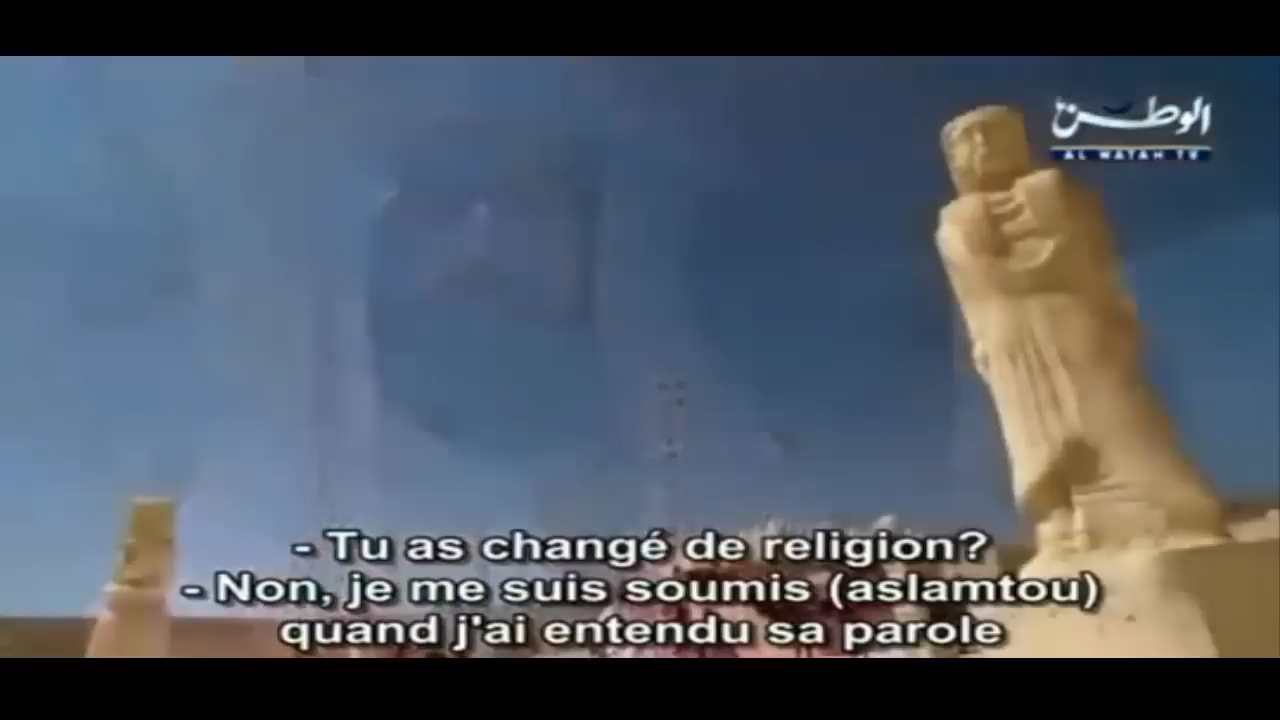 الوطن
AL WATAN TV
- Tu as changé de religion?
- Non, je me suis soumis (aslamtou)
quand j'ai entendu sa parole